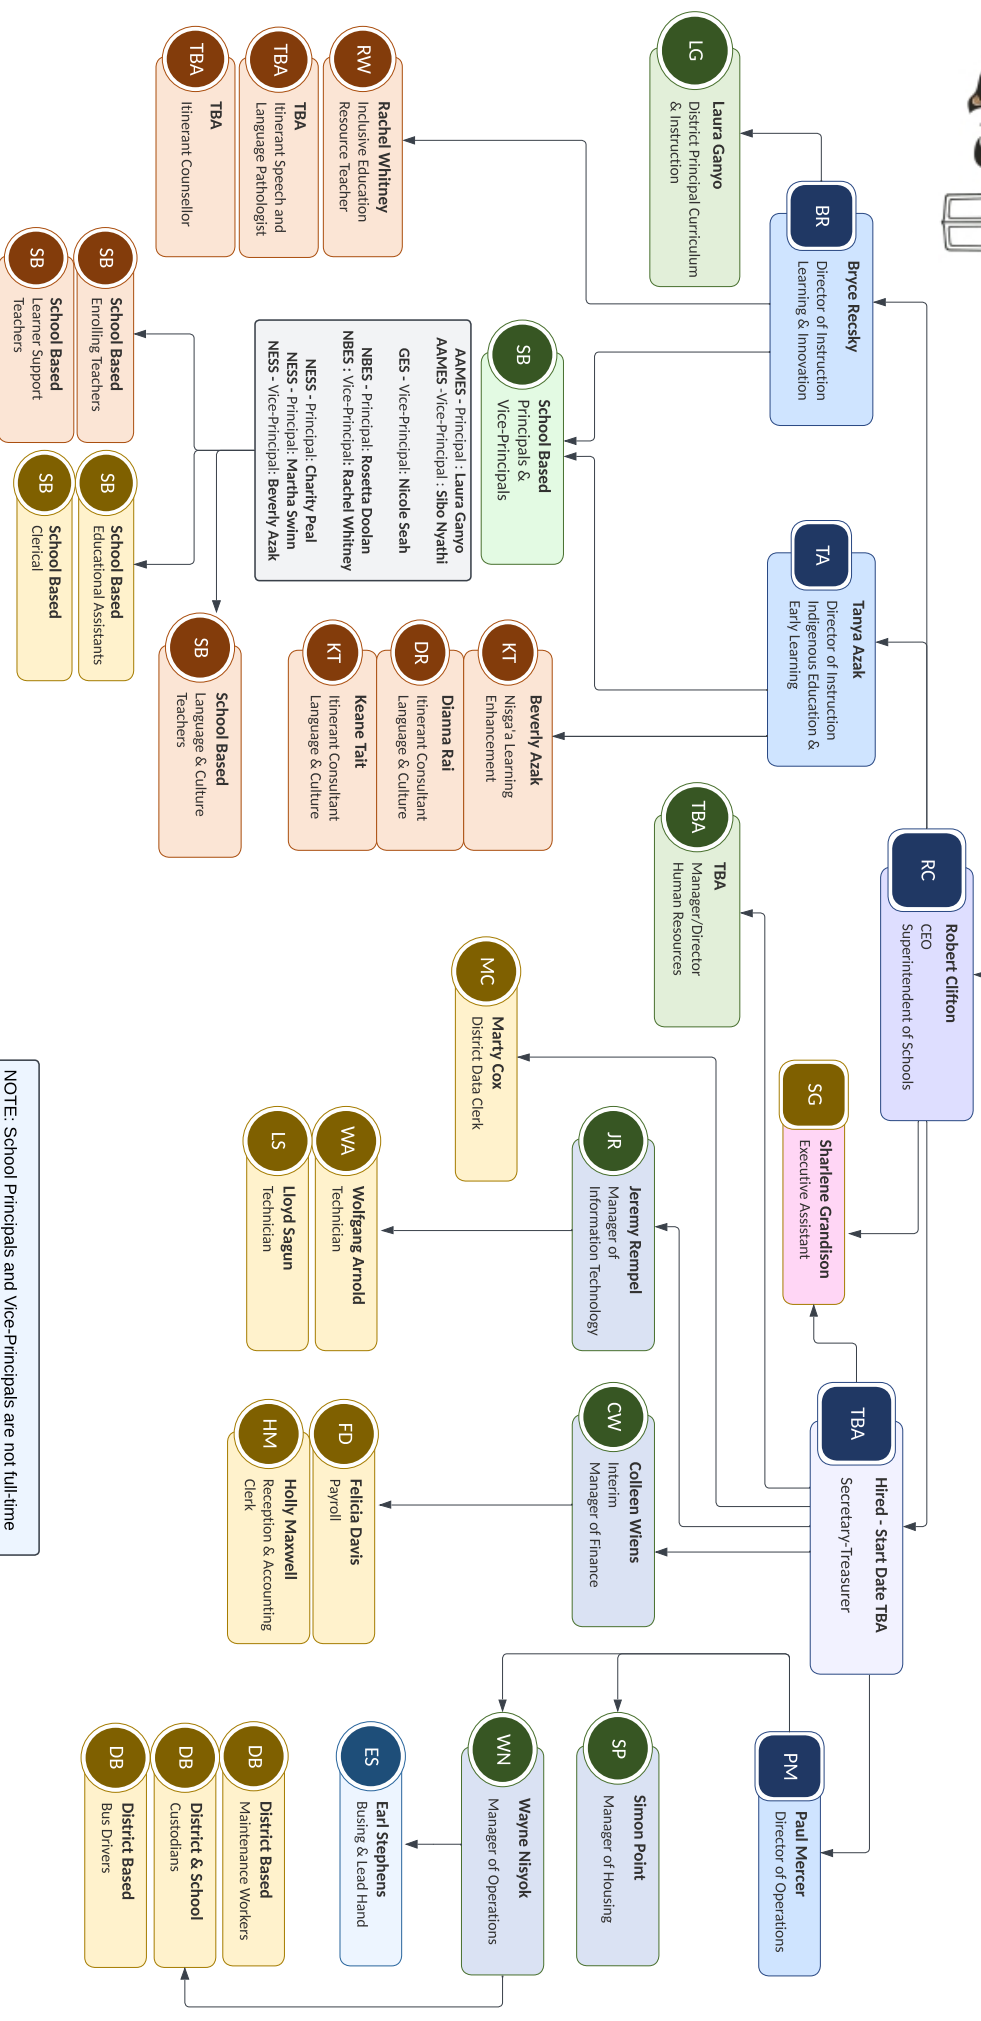 RC
Robert Clifton
CEO
Superintendent of Schools
BR
Bryce Recsky
Director of Instruction
Learning & Innovation
TA
Tanya Azak
Director of Instruction
Indigenous Education &
Early Learning
SG
Sharlene Grandison
Executive Assistant
TBA
Hired - Start Date TBA
Secretary-Treasurer
PM
Paul Mercer
Director of Operations
LG
Laura Ganyo
District Principal Curriculum
& Instruction
TBA
TBA
Manager/Director
Human Resources
JR
Jeremy Rempel
Manager of
Information Technology
CW
Colleen Wiens
Interim
Manager of Finance
SP
Simon Point
Manager of Housing
SB
School Based
Principals &
Vice-Principals
KT
Beverly Azak
Nisga'a Learning
Enhancement
DR
Dianna Rai
Itinerant Consultant
Language & Culture
KT
Keane Tait
Itinerant Consultant
Language & Culture
MC
Marty Cox
District Data Clerk
WN
Wayne Nisyok
Manager of Operations
RW
Rachel Whitney
Inclusive Education
Resource Teacher
TBA
TBA
Itinerant Speech and
Language Pathologist
TBA
TBA
Itinerant Counsellor
AAMES - Principal : Laura Ganyo
AAMES -Vice-Principal : Sibo Nyathi
GES - Vice-Principal: Nicole Seah
NBES - Principal: Rosetta Doolan
NBES : Vice-Principal: Rachel Whitney
NESS - Principal: Charity Peal
NESS - Principal: Martha Swinn
NESS - Vice-Principal: Beverly Azak
WA
Wolfgang Arnold
Technician
LS
Lloyd Sagun
Technician
FD
Felicia Davis
Payroll
HM
Holly Maxwell
Reception & Accounting
Clerk
ES
Earl Stephens
Busing & Lead Hand
DB
District Based
Maintenance Workers
DB
District & School
Custodians
DB
District Based
Bus Drivers
SB
School Based
Enrolling Teachers
SB
School Based
Learner Support
Teachers
SB
School Based
Educational Assistants
SB
School Based
Clerical
SB
School Based
Language & Culture
Teachers
NOTE: School Principals and Vice-Principals are not full-time